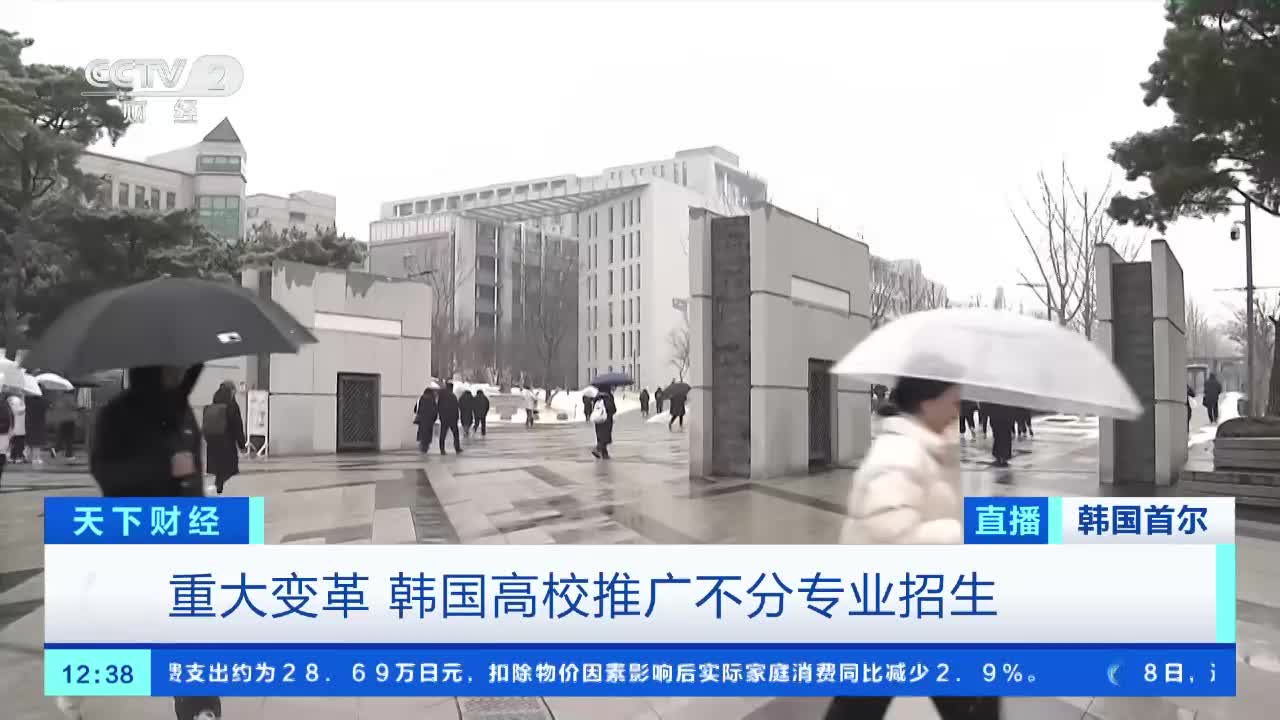 CCTV 2
财经
天下财经
直播 韩国首尔
重大变革 韩国高校推广不分专业招生
12:38 费支出约为28.69万日元，扣除物价因素影响后实际家庭消费同比减少2.9%。 8日，